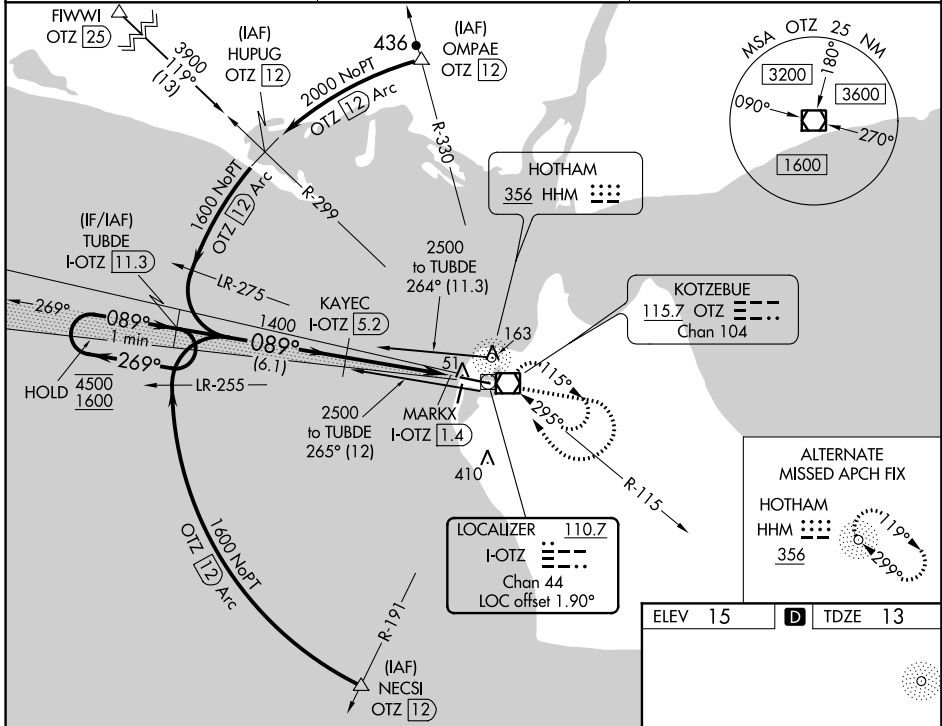 FIWWI
OTZ 25
3900
119°
(13)
(IAF)
HUPUG
OTZ 12
436
(IAF)
OMPAE
OTZ 12
2000 NoPT
OTZ 12 Arc
R-330
R-299
MSA OTZ 25 NM
3200
180°
3600
090°
270°
1600
HOTHAM
356 HHM
1600 NoPT
OTZ 12 Arc
(IF/IAF)
TUBDE
I-OTZ 11.3
LR-275
2500
to TUBDE
264° (11.3)
KOTZEBUE
115.7 OTZ
Chan 104
KAYEC
I-OTZ 5.2
1400
269°
089°
1 min
269°
089°
(6.1)
163
51
HOLD
4500
1600
LR-255
115°
295°
2500
to TUBDE
265° (12)
MARKX
I-OTZ 1.4
410
R-115
ALTERNATE
MISSED APCH FIX
HOTHAM
HHM
356
119°
299°
LOCALIZER 110.7
I-OTZ
Chan 44
LOC offset 1.90°
1600 NoPT
OTZ 12 Arc
R-191
(IAF)
NECSI
OTZ 12
ELEV 15 D TDZE 13